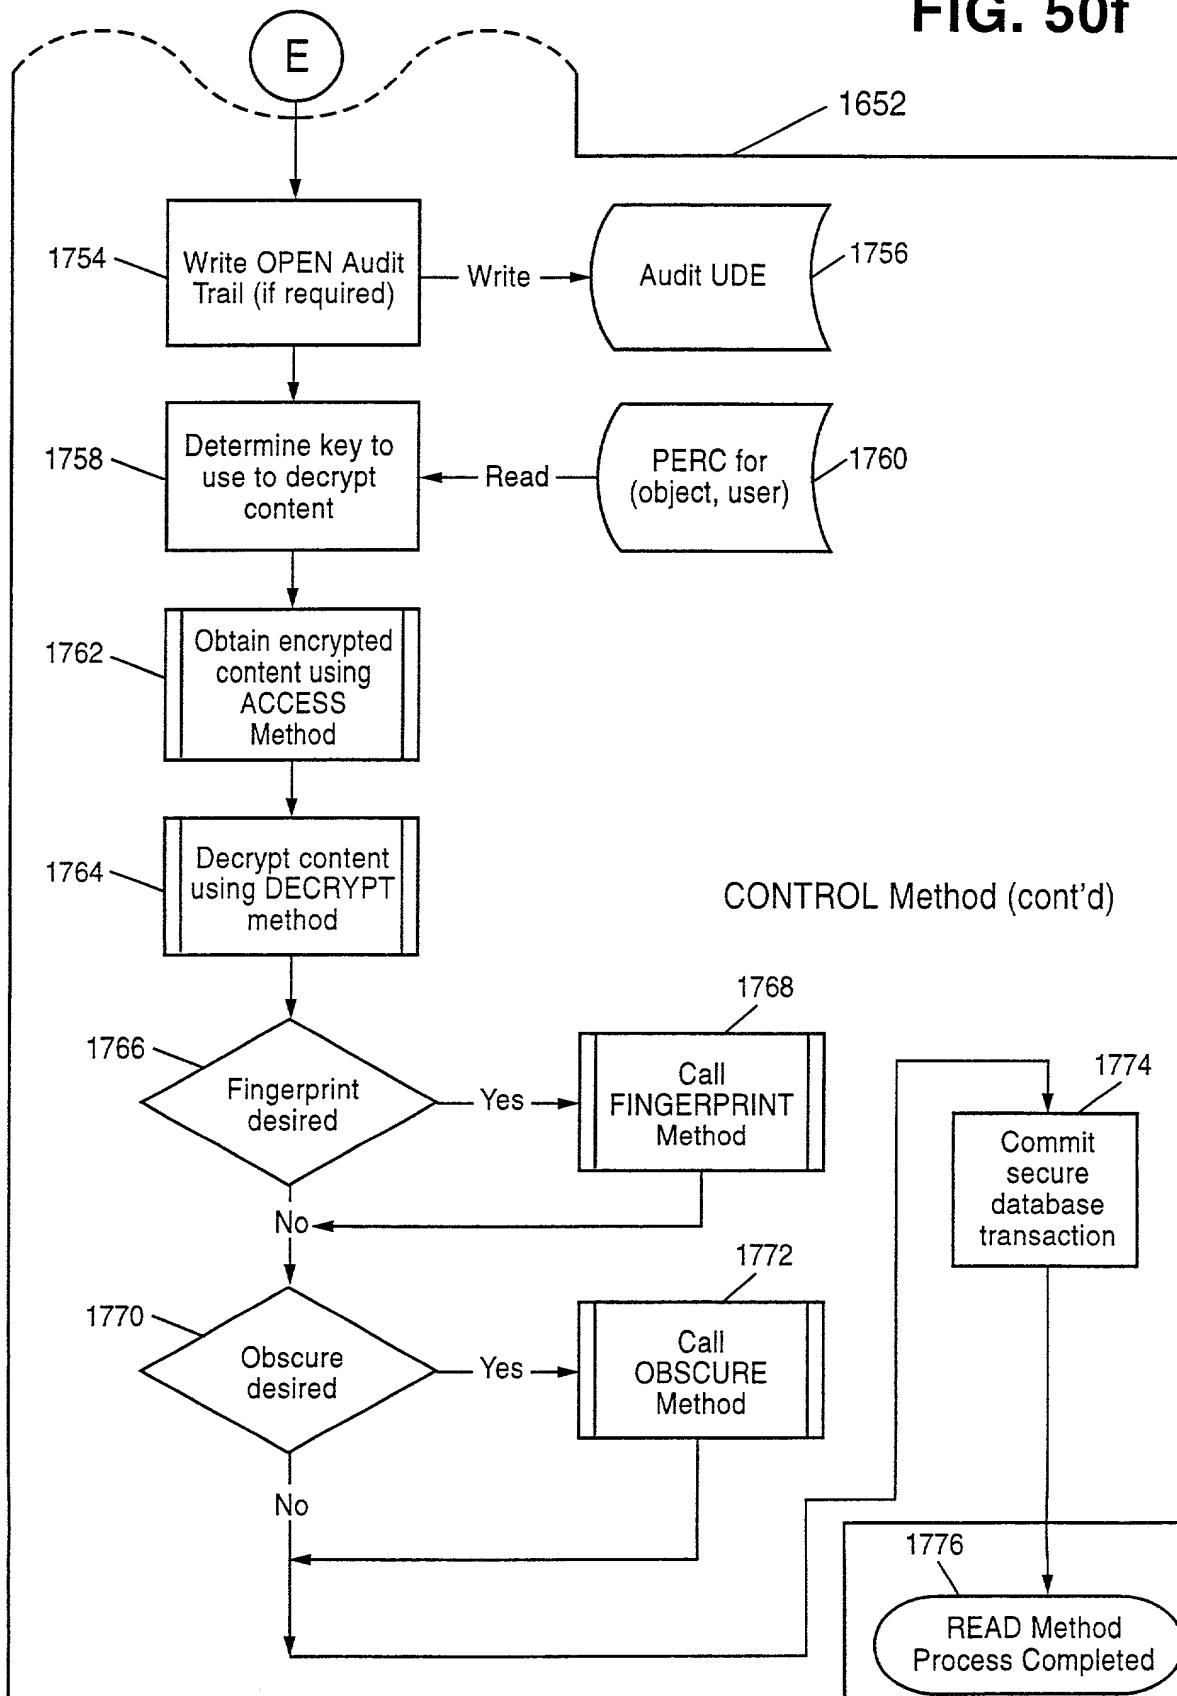 FIG. 50f
E
1652
1754
Write OPEN Audit
Trail (if required)
Write
Audit UDE
1756
1758
Determine key to
use to decrypt
content
Read
PERC for
(object, user)
1760
1762
Obtain encrypted
content using
ACCESS
Method
1764
Decrypt content
using DECRYPT
method
CONTROL Method (cont'd)
1766
Fingerprint
desired
Yes
1768
Call
FINGERPRINT
Method
No
1774
Commit
secure
database
transaction
1770
Obscure
desired
Yes
1772
Call
OBSCURE
Method
No
1776
READ Method
Process Completed